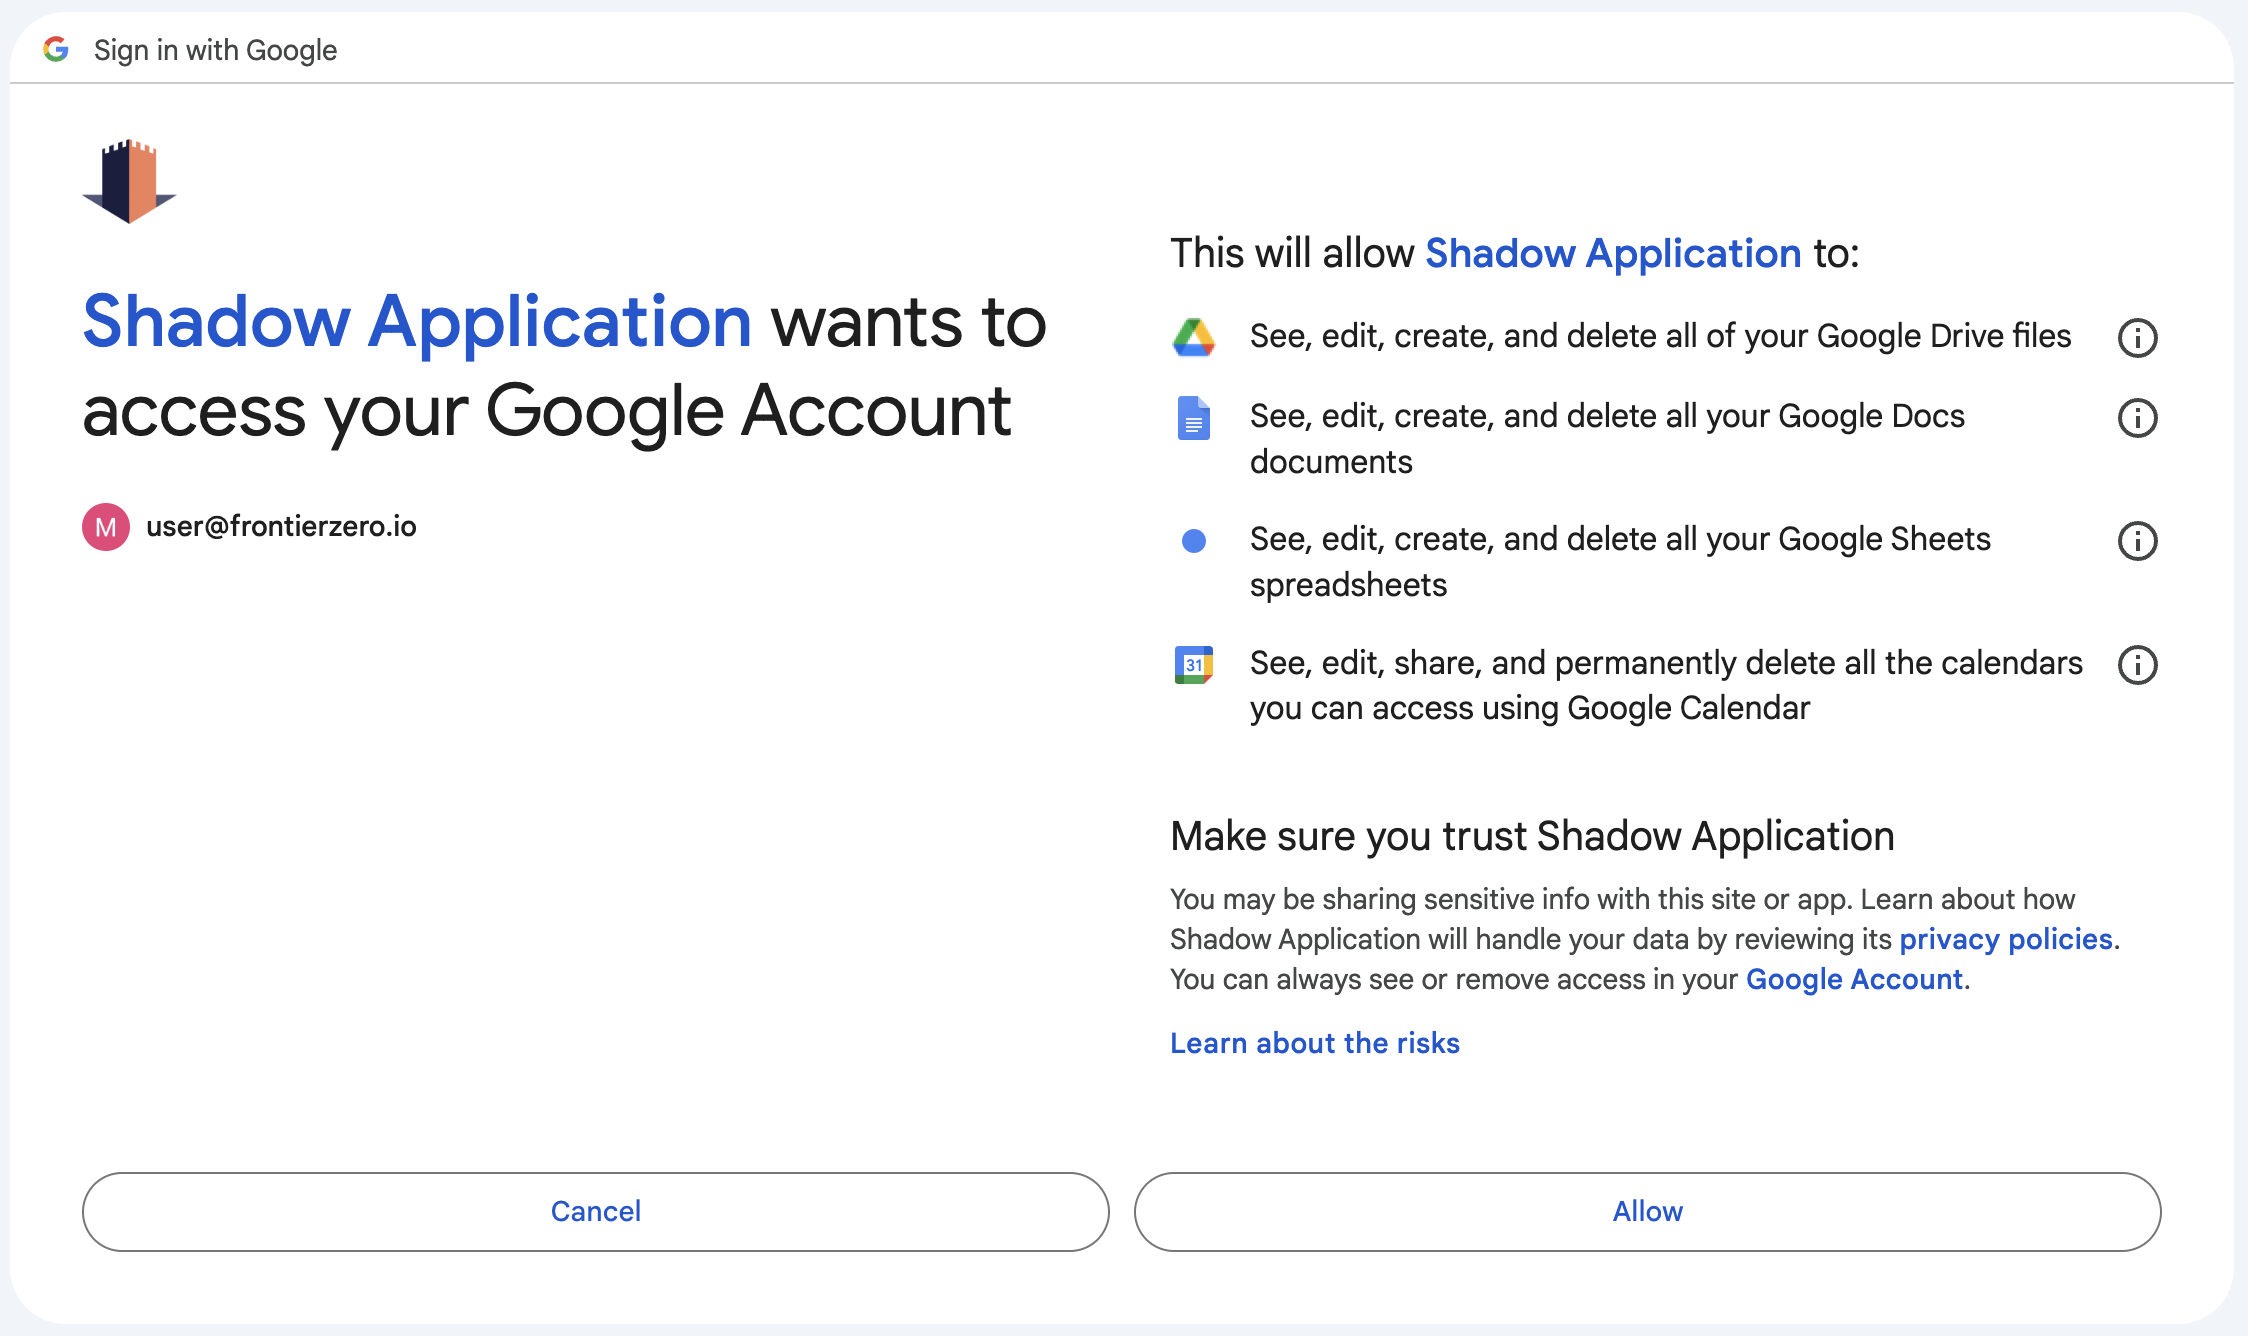 Sign in with Google
Shadow Application wants to
access your Google Account
M user@frontierzero.io
This will allow Shadow Application to:
See, edit, create, and delete all of your Google Drive files
See, edit, create, and delete all your Google Docs
documents
See, edit, create, and delete all your Google Sheets
spreadsheets
31 See, edit, share, and permanently delete all the calendars
you can access using Google Calendar
Make sure you trust Shadow Application
You may be sharing sensitive info with this site or app. Learn about how
Shadow Application will handle your data by reviewing its privacy policies.
You can always see or remove access in your Google Account.
Learn about the risks
Cancel
Allow